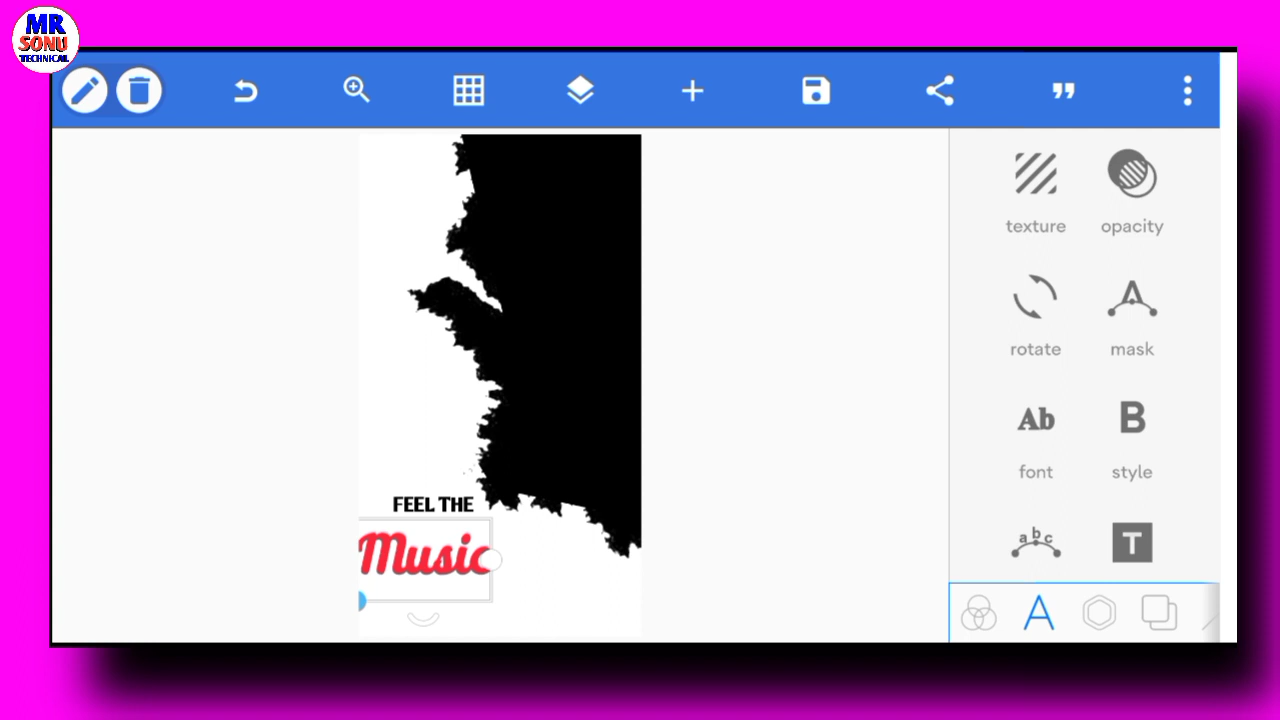 MR
SONU
TECHNICAL
texture
opacity
rotate
mask
Ab
B
font
style
abc
T
FEEL THE
Music
A